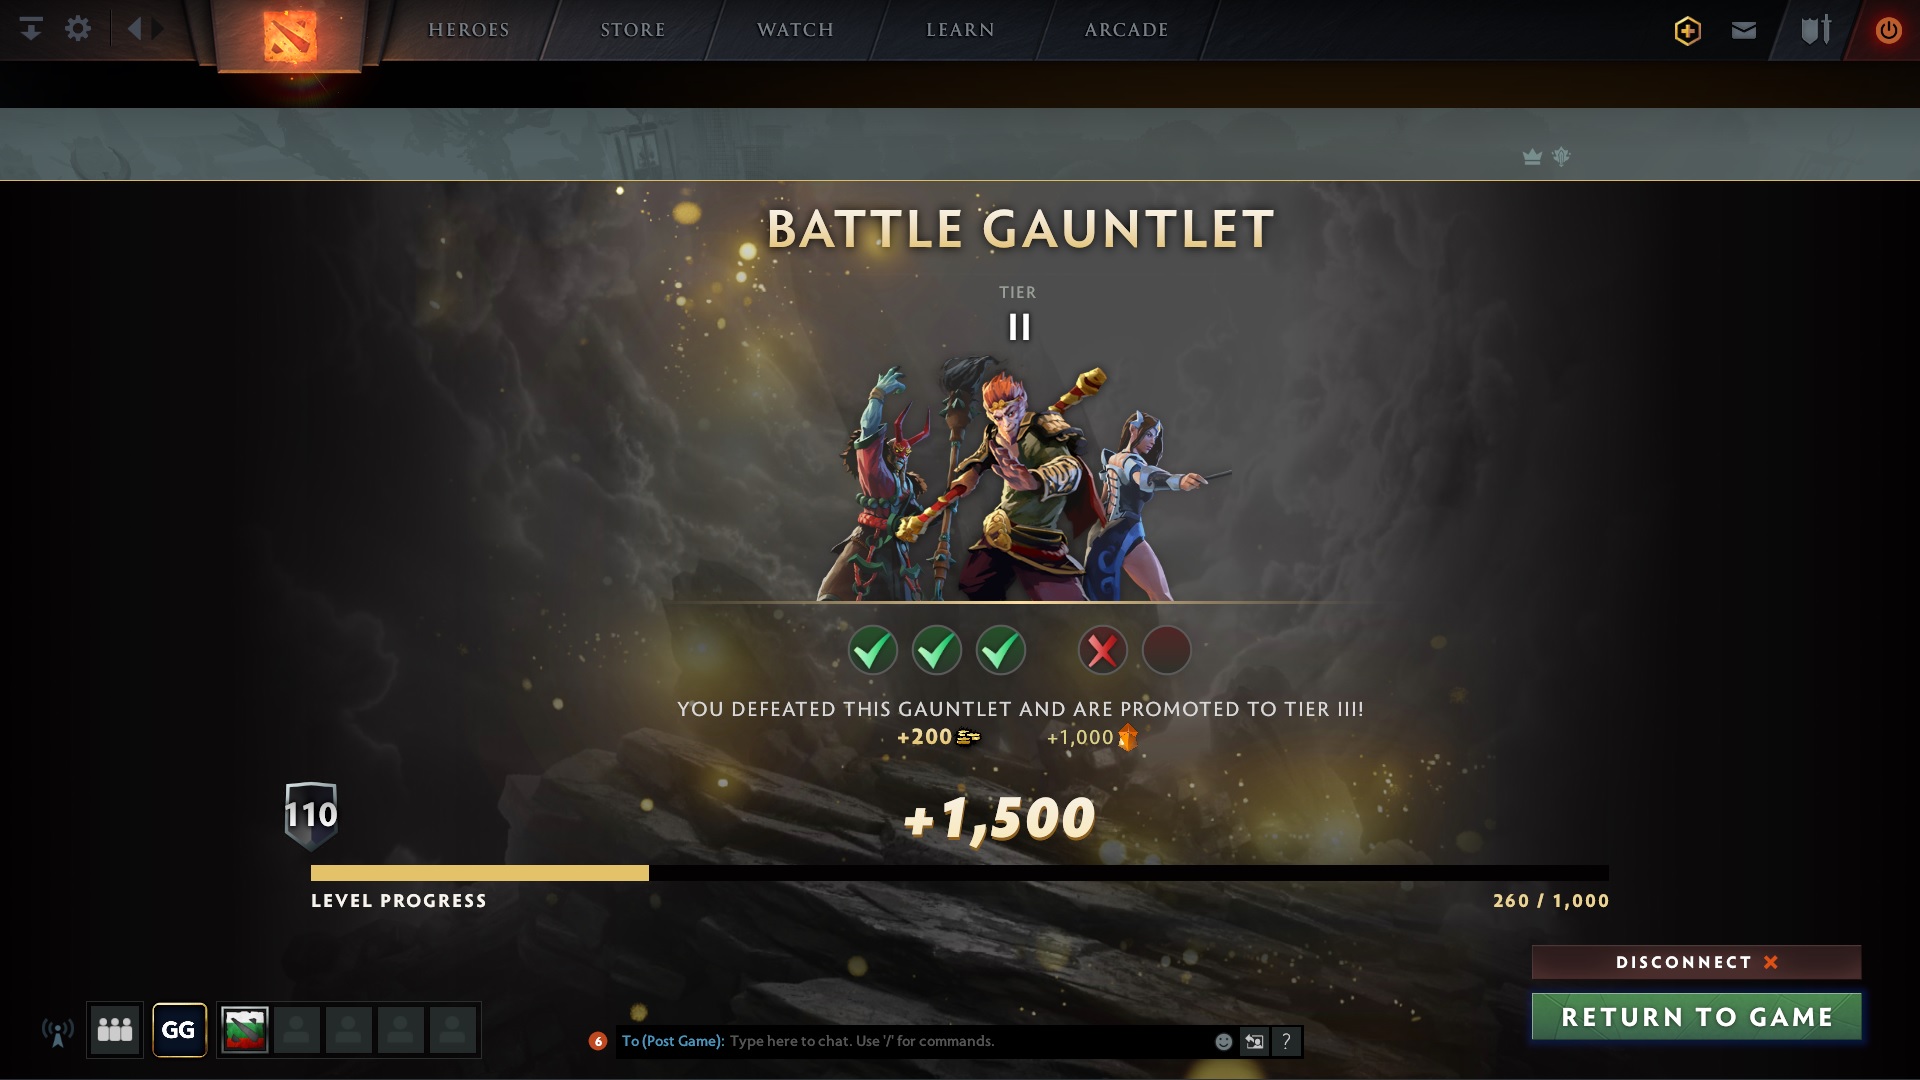 HEROES
STORE
WATCH
LEARN
ARCADE
BATTLE GAUNTLET
TIER
II
YOU DEFEATED THIS GAUNTLET AND ARE PROMOTED TO TIER III!
+200
+1,000
110
+1,500
LEVEL PROGRESS
260 / 1,000
DISCONNECT
RETURN TO GAME
GG
6
To (Post Game): Type here to chat. Use '/' for commands.
?